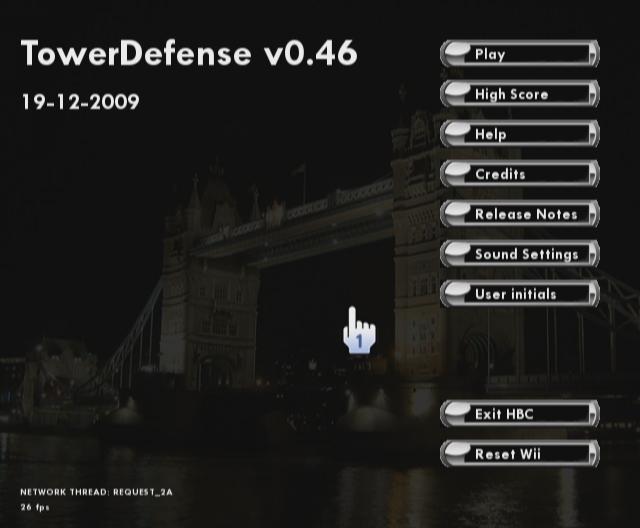 TowerDefense v0.46
19-12-2009
Play
High Score
Help
Credits
Release Notes
Sound Settings
User initials
1
Exit HBC
Reset Wii
NETWORK THREAD: REQUEST_2A
26 fps